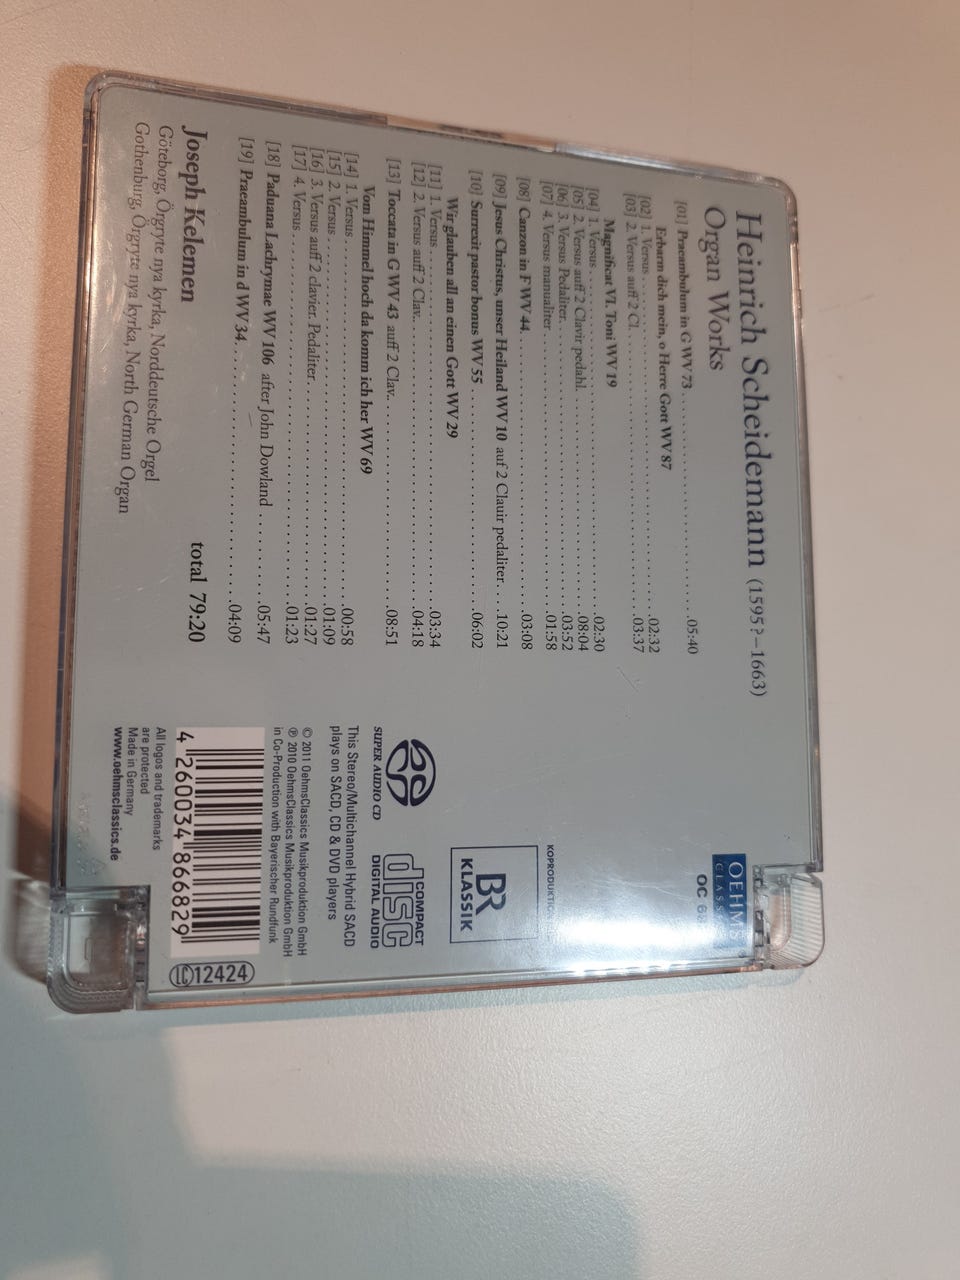 Heinrich Scheidemann (1595?–1663)
Organ Works
[01] Praeambulum in G WV 73 . . . . . . . . . . . . . . . . . . . . . . . . . .05:40
Erbarm dich mein, o Herre Gott WV 87
[02] 1. Versus . . . . . . . . . . . . . . . . . . . . . . . . . . . . . . . . . . . . . .02:32
[03] 2. Versus auff 2 Cl. . . . . . . . . . . . . . . . . . . . . . . . . . . . . . .03:37
Magnificat VI. Toni WV 19
[04] 1. Versus . . . . . . . . . . . . . . . . . . . . . . . . . . . . . . . . . . . . . .02:30
[05] 2. Versus auff 2 Clavir pedahl. . . . . . . . . . . . . . . . . . . . . . .08:04
[06] 3. Versus Pedaliter. . . . . . . . . . . . . . . . . . . . . . . . . . . . . . .03:52
[07] 4. Versus manualiter . . . . . . . . . . . . . . . . . . . . . . . . . . . . .01:58
[08] Canzon in F WV 44. . . . . . . . . . . . . . . . . . . . . . . . . . . . . .03:08
[09] Jesus Christus, unser Heiland WV 10 auf 2 Clauir pedaliter. . . .10:21
[10] Surrexit pastor bonus WV 55 . . . . . . . . . . . . . . . . . . . . . . .06:02
Wir glauben all an einen Gott WV 29
[11] 1. Versus . . . . . . . . . . . . . . . . . . . . . . . . . . . . . . . . . . . . . .03:34
[12] 2. Versus auff 2 Clav. . . . . . . . . . . . . . . . . . . . . . . . . . . . . .04:18
[13] Toccata in G WV 43 auff 2 Clav. . . . . . . . . . . . . . . . . . . . . .08:51
Vom Himmel hoch da komm ich her WV 69
[14] 1. Versus . . . . . . . . . . . . . . . . . . . . . . . . . . . . . . . . . . . . . .00:58
[15] 2. Versus . . . . . . . . . . . . . . . . . . . . . . . . . . . . . . . . . . . . . .01:09
[16] 3. Versus auff 2 clavier. Pedaliter. . . . . . . . . . . . . . . . . . . . . .01:27
[17] 4. Versus . . . . . . . . . . . . . . . . . . . . . . . . . . . . . . . . . . . . . .01:23
[18] Paduana Lachrymae WV 106 after John Dowland . . . . . . . . . .05:47
[19] Praeambulum in d WV 34. . . . . . . . . . . . . . . . . . . . . . . . . .04:09
total 79:20
Joseph Kelemen
Göteborg, Örgryte nya kyrka, Norddeutsche Orgel
Gothenburg, Örgryte nya kyrka, North German Organ
OEHMS
CLASSICS
OC
KOPRODUKTION
BR
KLASSIK
SUPER AUDIO CD
COMPACT
disc
DIGITAL AUDIO
This Stereo/Multichannel Hybrid SACD
plays on SACD, CD & DVD players
© 2011 OehmsClassics Musikproduktion GmbH
℗ 2010 OehmsClassics Musikproduktion GmbH
in Co-Production with Bayerischer Rundfunk
4 260034 866829
LC 12424
All logos and trademarks
are protected
Made in Germany
www.oehmsclassics.de